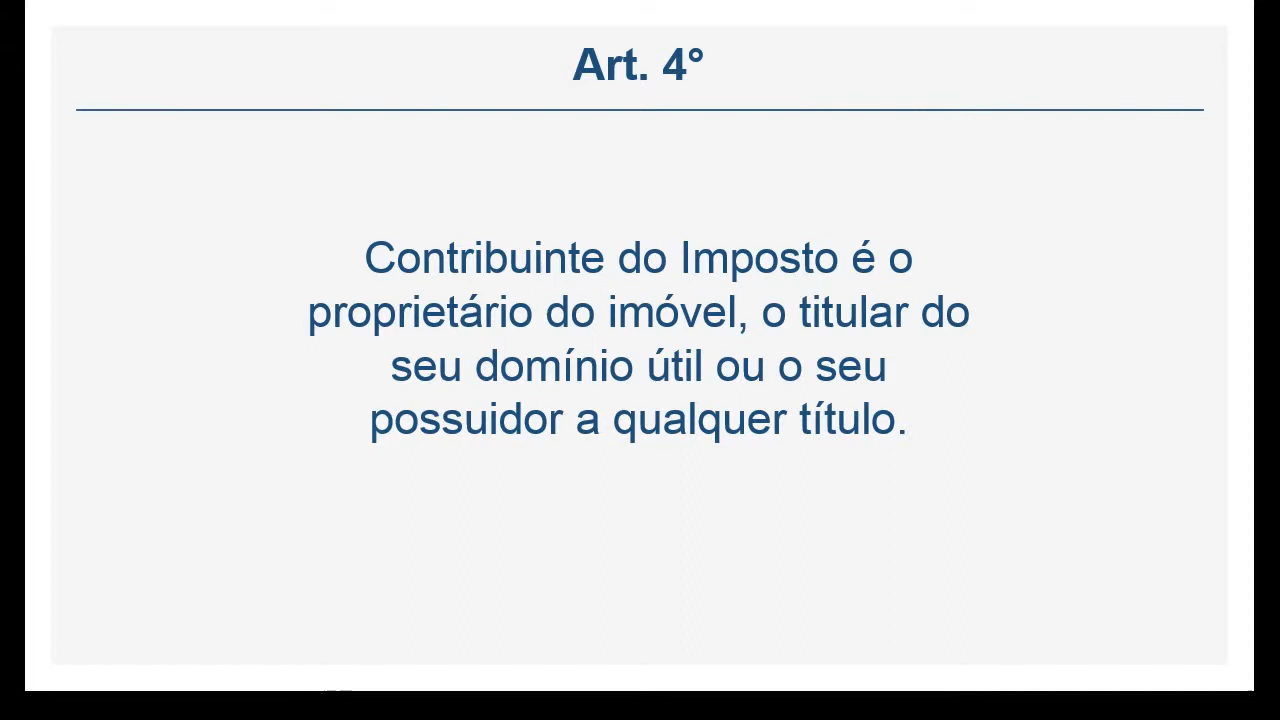 Art. 4°
Contribuinte do Imposto é o
proprietário do imóvel, o titular do
seu domínio útil ou o seu
possuidor a qualquer título.